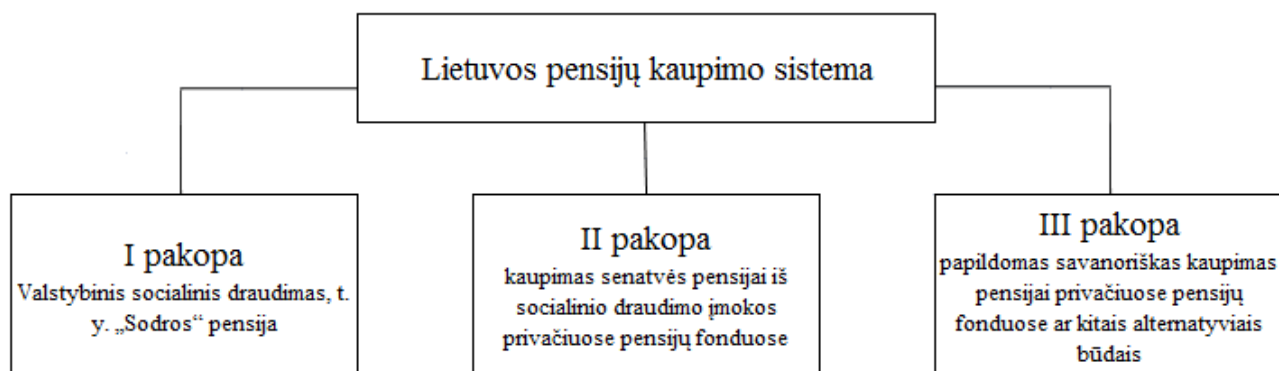 Lietuvos pensijų kaupimo sistema
I pakopa
Valstybinis socialinis draudimas, t.
y. „Sodros“ pensija
II pakopa
kaupimas senatvės pensijai iš
socialinio draudimo įmokos
privačiuose pensijų fonduose
III pakopa
papildomas savanoriškas kaupimas
pensijai privačiuose pensijų
fonduose ar kitais alternatyviais
būdais